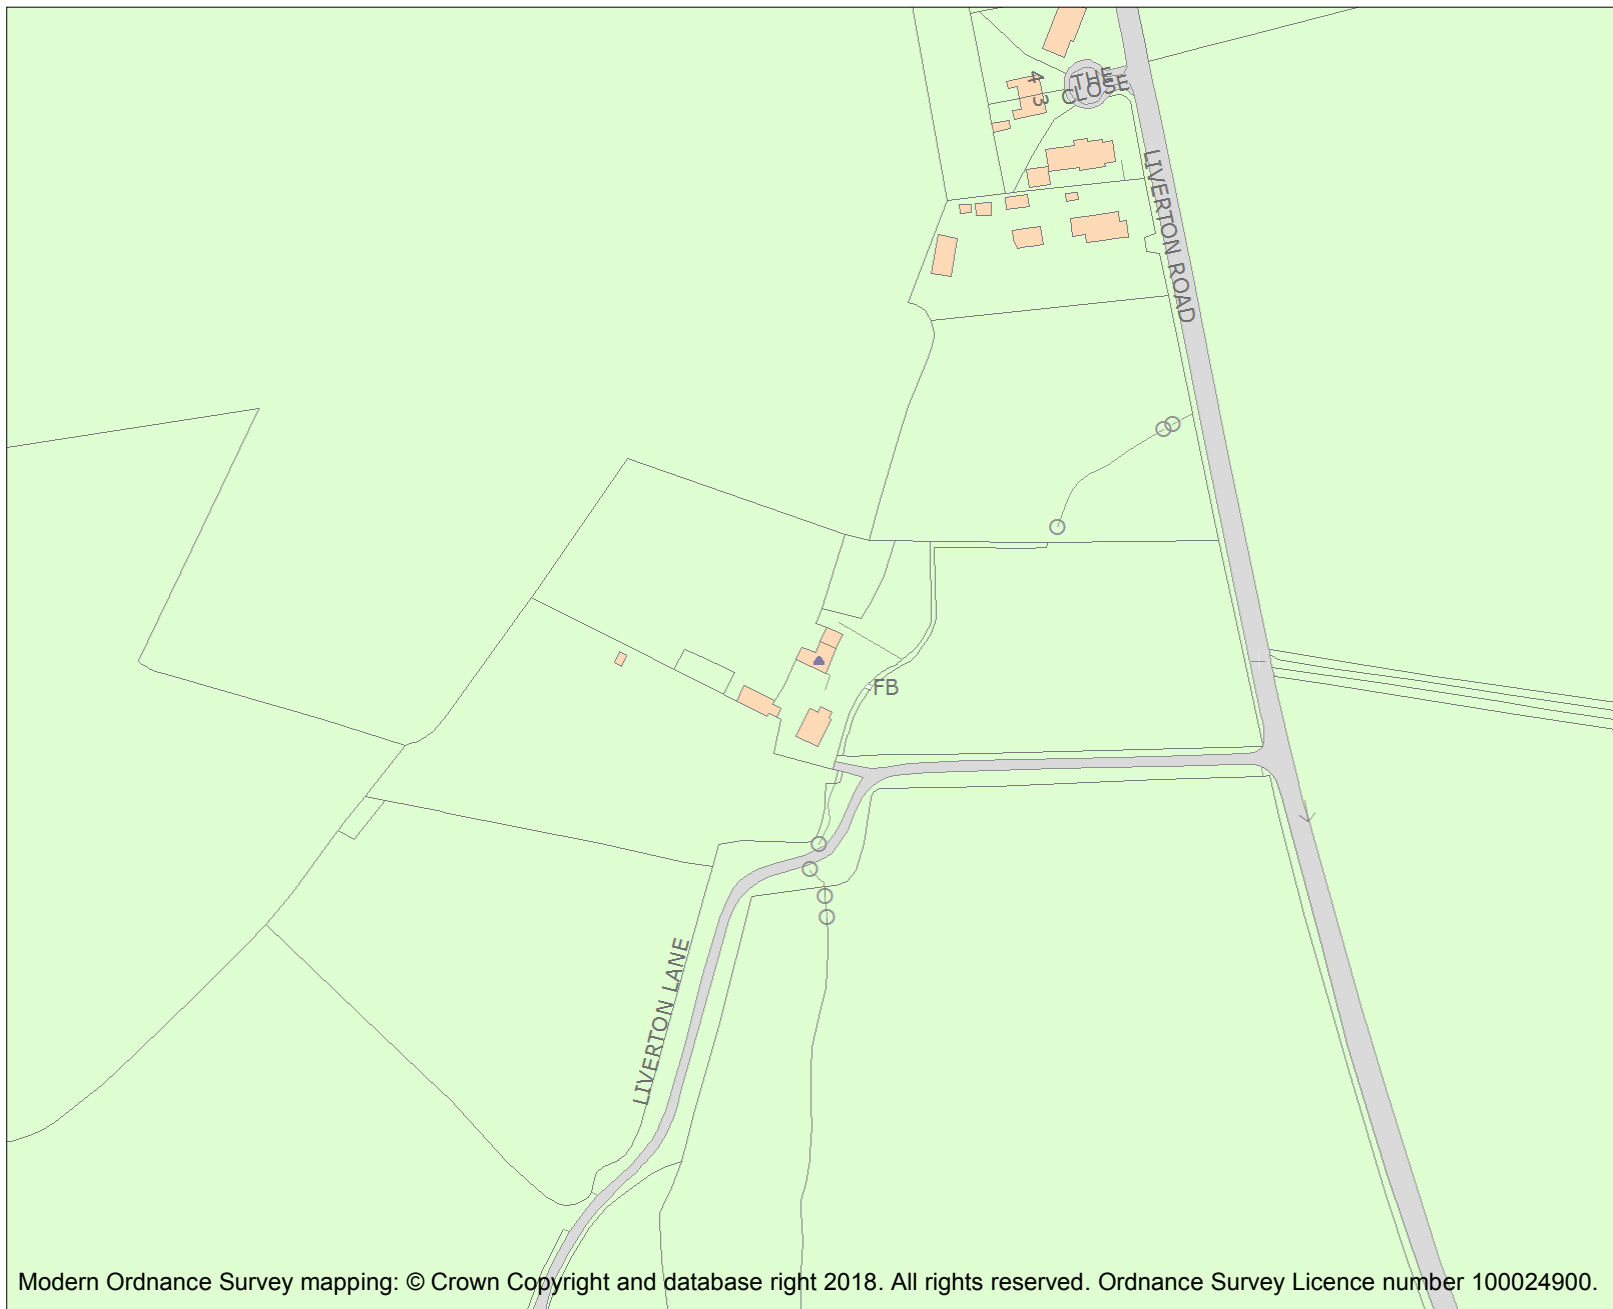 4
3
THE
CLOSE
LIVERTON ROAD
FB
LIVERTON LANE
Modern Ordnance Survey mapping: © Crown Copyright and database right 2018. All rights reserved. Ordnance Survey Licence number 100024900.